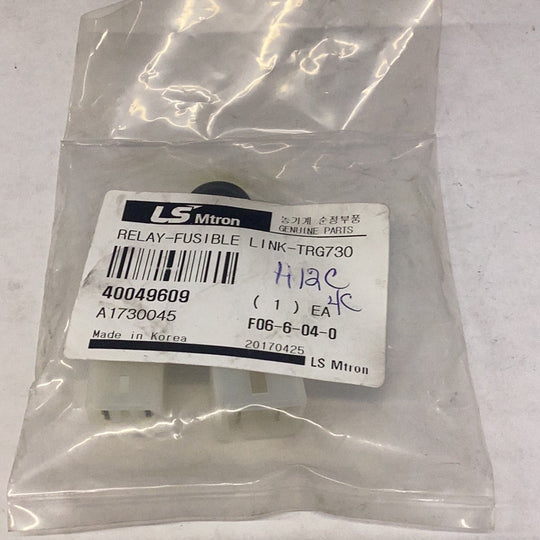 LS Mtron
농기계 순정부품
GENUINE PARTS
RELAY-FUSIBLE LINK-TRG730
H12C
4C
40049609
( 1 ) EA
A1730045
F06-6-04-0
Made in Korea
20170425
LS Mtron